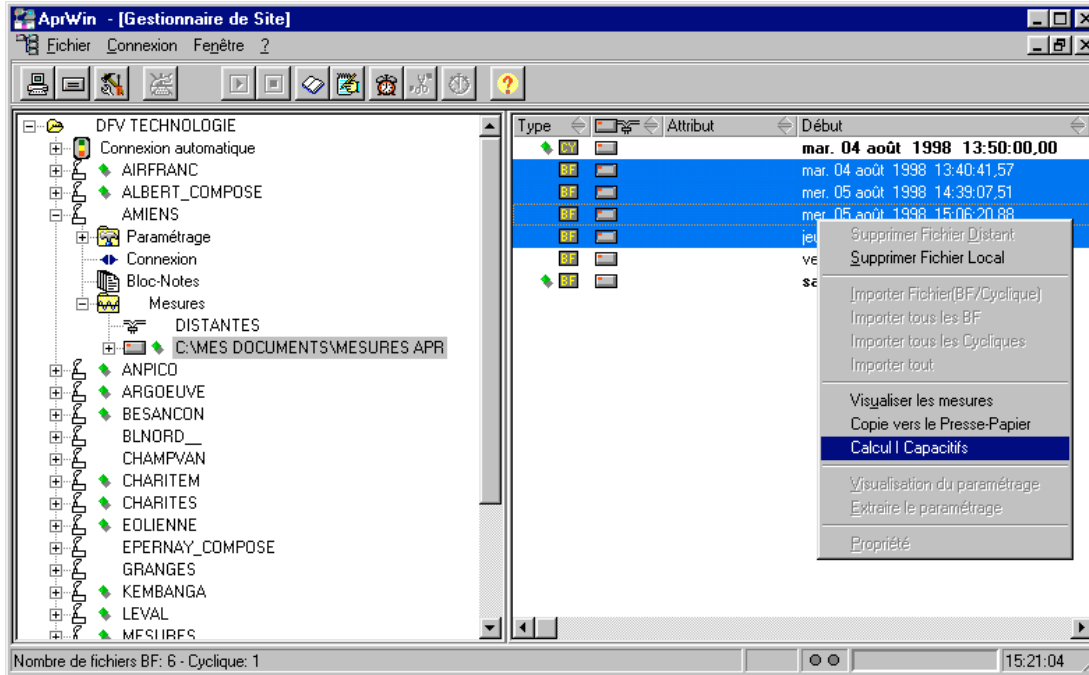 AprWin - [Gestionnaire de Site]
Fichier Connexion Fenêtre ?
DFV TECHNOLOGIE
Connexion automatique
AIRFRANC
ALBERT_COMPOSE
AMIENS
Paramétrage
Connexion
Bloc-Notes
Mesures
DISTANTES
C:\MES DOCUMENTS\MESURES APR
ANPICO
ARGOEUVE
BESANCON
BLNORD__
CHAMPVAN
CHARITEM
CHARITES
EOLIENNE
EPERNAY_COMPOSE
GRANGES
KEMBANGA
LEVAL
MESURES
Type Attribut Début
CY mar. 04 août 1998 13:50:00,00
BF mar. 04 août 1998 13:40:41,57
BF mer. 05 août 1998 14:39:07,51
BF mer. 05 août 1998 15:06:20,88
BF jeu
BF ve
BF sa
Supprimer Fichier Distant
Supprimer Fichier Local
Importer Fichier(BF/Cyclique)
Importer tous les BF
Importer tous les Cycliques
Importer tout
Visualiser les mesures
Copie vers le Presse-Papier
Calcul I Capacitifs
Visualisation du paramétrage
Extraire le paramétrage
Propriété
Nombre de fichiers BF: 6 - Cyclique: 1
15:21:04